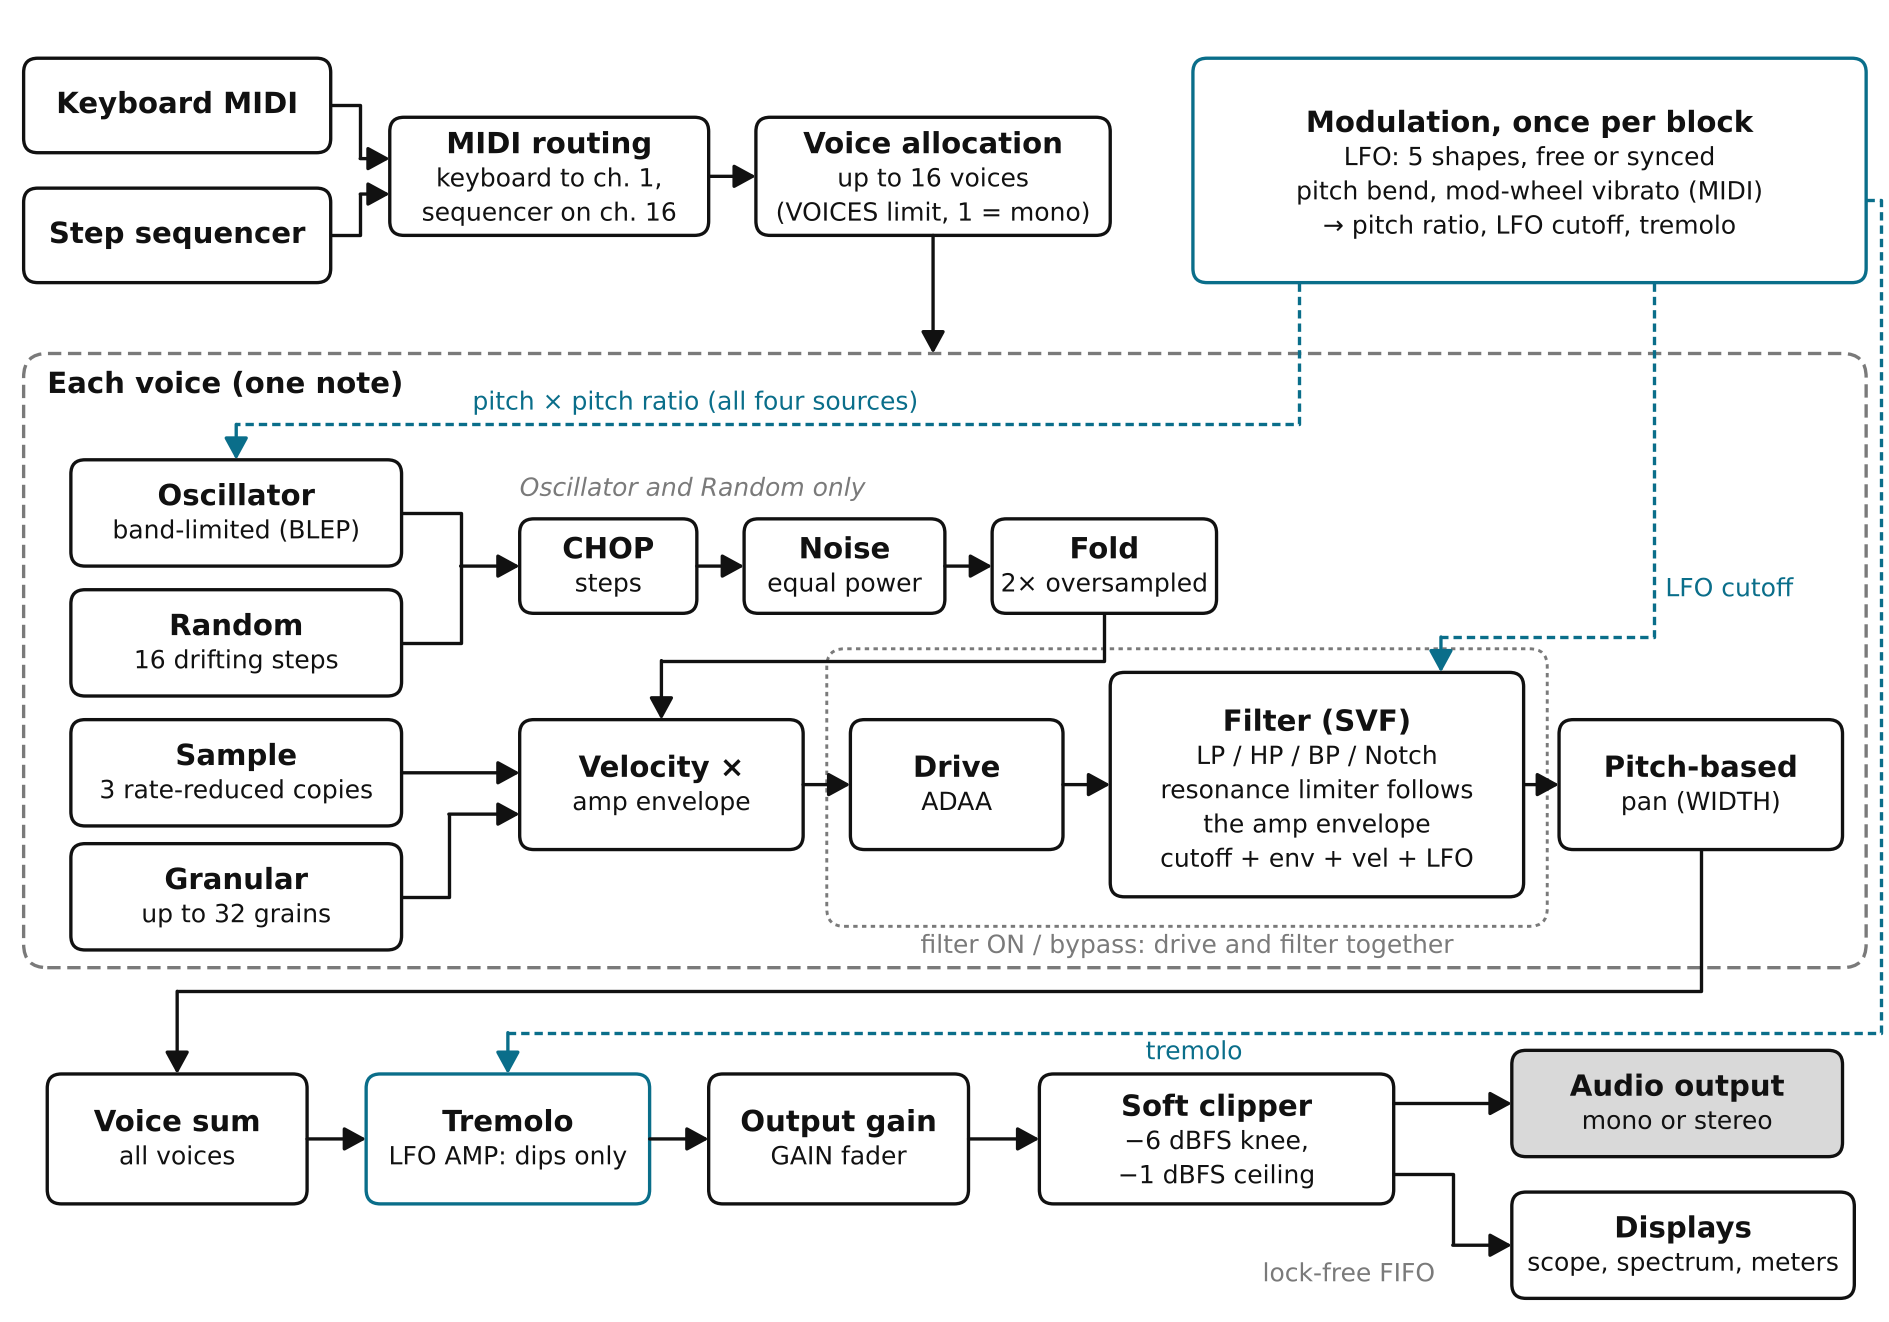 Keyboard MIDI
Step sequencer
MIDI routing
keyboard to ch. 1,
sequencer on ch. 16
Voice allocation
up to 16 voices
(VOICES limit, 1 = mono)
Modulation, once per block
LFO: 5 shapes, free or synced
pitch bend, mod-wheel vibrato (MIDI)
→ pitch ratio, LFO cutoff, tremolo
Each voice (one note)
pitch × pitch ratio (all four sources)
Oscillator
band-limited (BLEP)
Random
16 drifting steps
Oscillator and Random only
CHOP
steps
Noise
equal power
Fold
2× oversampled
LFO cutoff
Sample
3 rate-reduced copies
Granular
up to 32 grains
Velocity ×
amp envelope
Drive
ADAA
Filter (SVF)
LP / HP / BP / Notch
resonance limiter follows
the amp envelope
cutoff + env + vel + LFO
Pitch-based
pan (WIDTH)
filter ON / bypass: drive and filter together
tremolo
Voice sum
all voices
Tremolo
LFO AMP: dips only
Output gain
GAIN fader
Soft clipper
−6 dBFS knee,
−1 dBFS ceiling
Audio output
mono or stereo
Displays
scope, spectrum, meters
lock-free FIFO